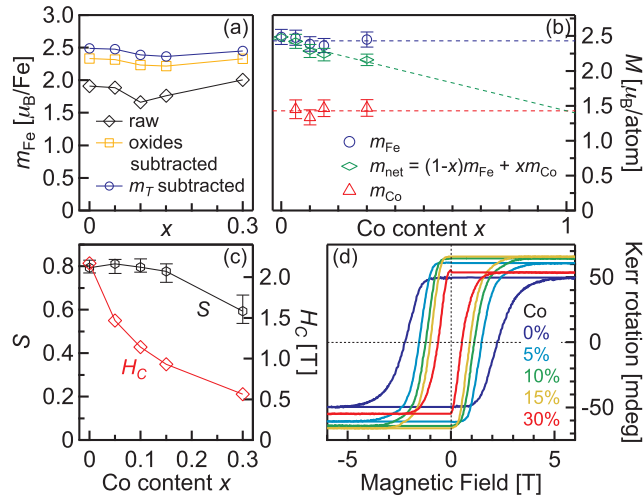 (a)
3.0
2.5
2.0
1.5
1.0
0.5
0
m_Fe [μ_B/Fe]
raw
oxides
subtracted
m_T subtracted
0
x
0.3
(b)
2.5
2.0
1.5
1.0
0.5
0
M [μ_B/atom]
m_Fe
m_net = (1-x)m_Fe + xm_Co
m_Co
0
Co content x
1
(c)
0.8
0.6
0.4
0.2
0
S
S
H_C
2.0
1.5
1.0
0.5
0
H_C [T]
0
0.1
0.2
0.3
Co content x
(d)
Co
0%
5%
10%
15%
30%
50
0
-50
Kerr rotation [mdeg]
-5
0
5
Magnetic Field [T]